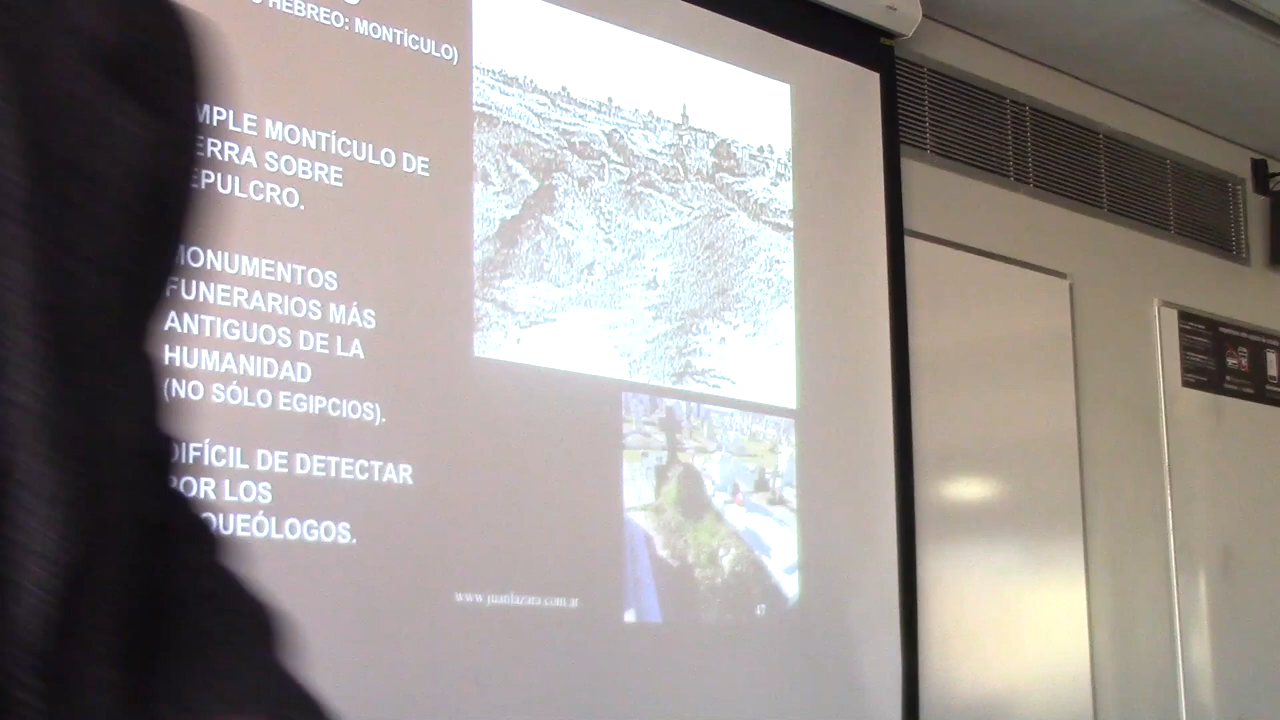 HEBREO: MONTÍCULO)
MPLE MONTÍCULO DE
ERRA SOBRE
EPULCRO.
MONUMENTOS
FUNERARIOS MÁS
ANTIGUOS DE LA
HUMANIDAD
(NO SÓLO EGIPCIOS).
DIFÍCIL DE DETECTAR
POR LOS
QUEÓLOGOS.
www.juanlazara.com.ar
47